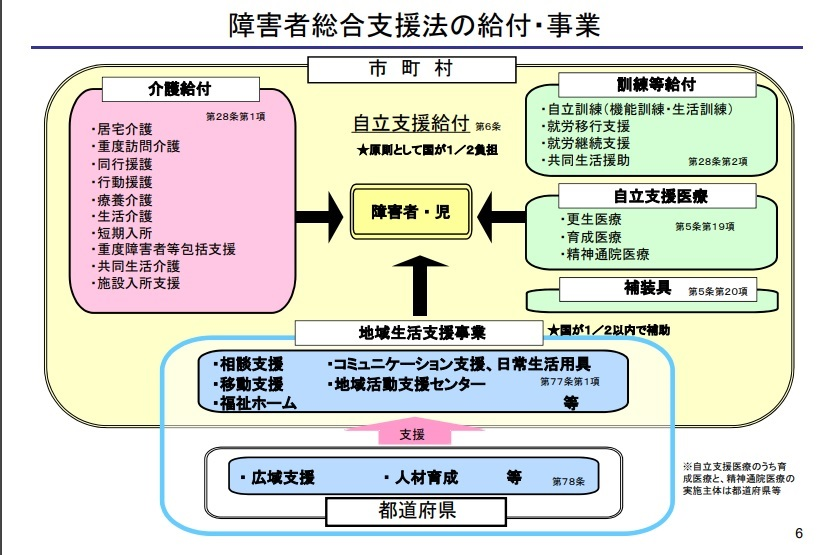 障害者総合支援法の給付・事業
市 町 村
介護給付
第28条第1項
・居宅介護
・重度訪問介護
・同行援護
・行動援護
・療養介護
・生活介護
・短期入所
・重度障害者等包括支援
・共同生活介護
・施設入所支援
自立支援給付 第6条
★原則として国が1/2負担
障害者・児
訓練等給付
・自立訓練(機能訓練・生活訓練)
・就労移行支援
・就労継続支援
・共同生活援助 第28条第2項
自立支援医療
・更生医療 第5条第19項
・育成医療
・精神通院医療
補装具 第5条第20項
地域生活支援事業
★国が1/2以内で補助
・相談支援 ・コミュニケーション支援、日常生活用具
・移動支援 ・地域活動支援センター 第77条第1項
・福祉ホーム 等
支援
・広域支援 ・人材育成 等 第78条
都道府県
※自立支援医療のうち育
成医療と、精神通院医療の
実施主体は都道府県等
6